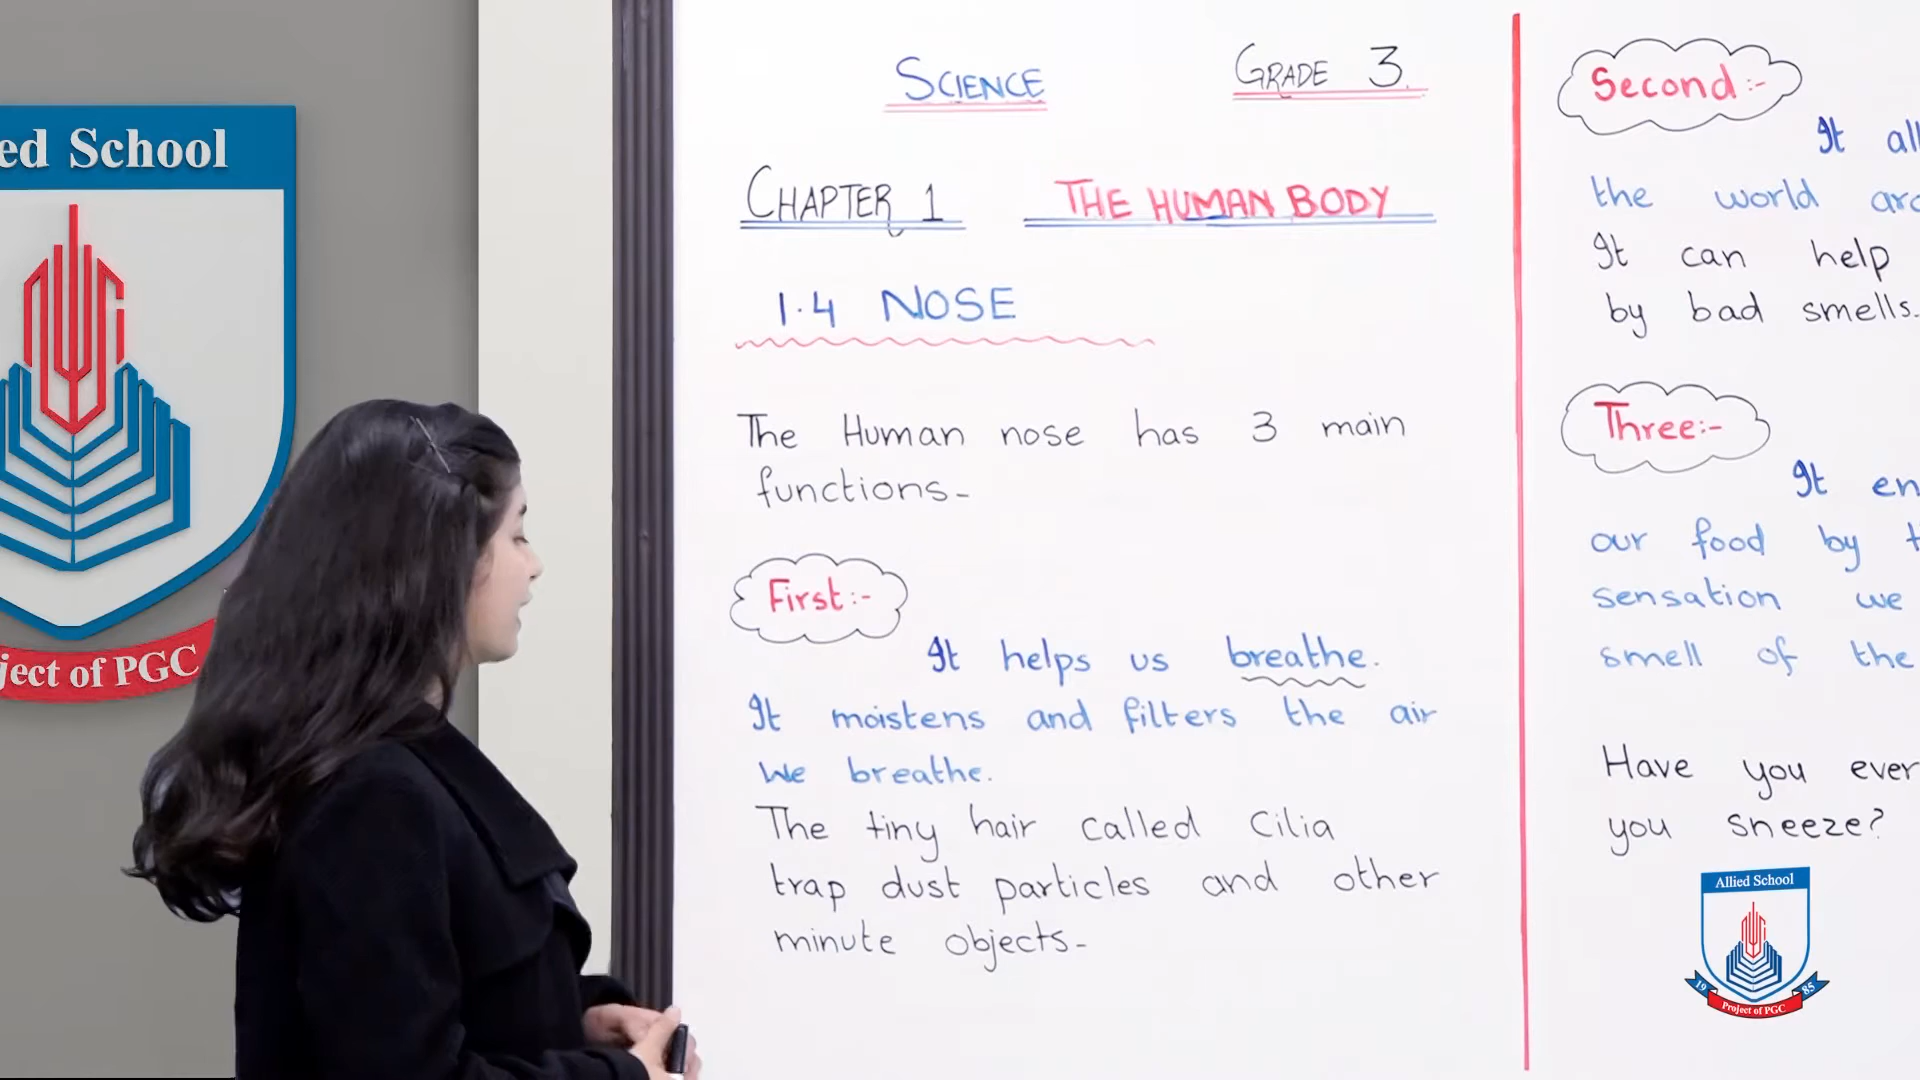 ed School
ject of PGC
SCIENCE GRADE 3.
CHAPTER 1 THE HUMAN BODY
1.4 NOSE
The Human nose has 3 main
functions-
First:-
It helps us breathe.
It moistens and filters the air
we breathe.
The tiny hair called Cilia
trap dust particles and other
minute objects-
Second:-
It all
the world aro
It can help
by bad smells-
Three:-
It en
our food by t
sensation we
smell of the
Have you ever
you sneeze?
Allied School
19 85
Project of PGC